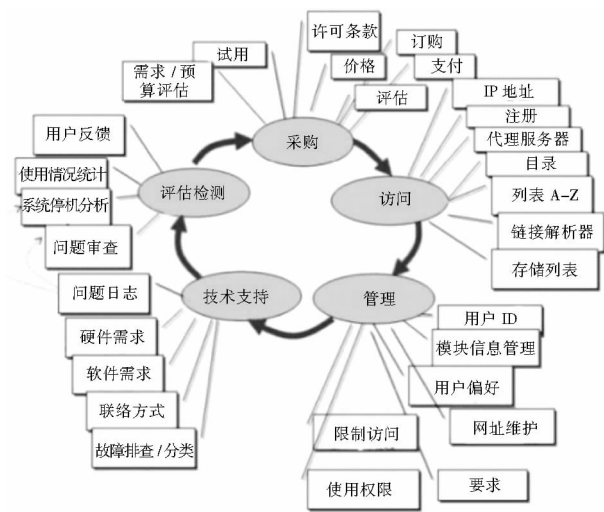 许可条款
订购
试用
价格
支付
需求 / 预
算评估
评估
IP 地址
采购
注册
用户反馈
代理服务器
目录
使用情况统计
评估检测
访问
列表 A-Z
系统停机分析
链接解析器
问题审查
存储列表
问题日志
技术支持
管理
用户 ID
硬件需求
模块信息管理
软件需求
用户偏好
联络方式
限制访问
网址维护
故障排查 / 分类
使用权限
要求